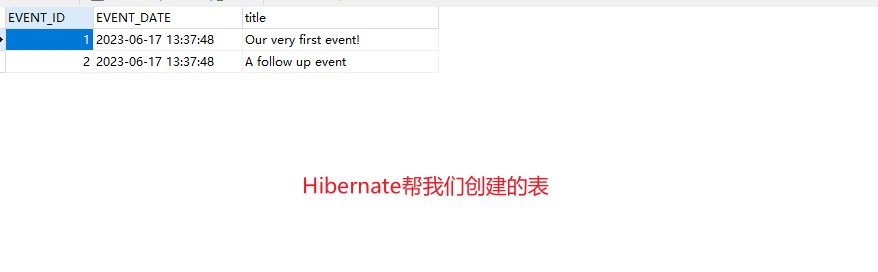 EVENT_ID EVENT_DATE title
1 2023-06-17 13:37:48 Our very first event!
2 2023-06-17 13:37:48 A follow up event
Hibernate帮我们创建的表